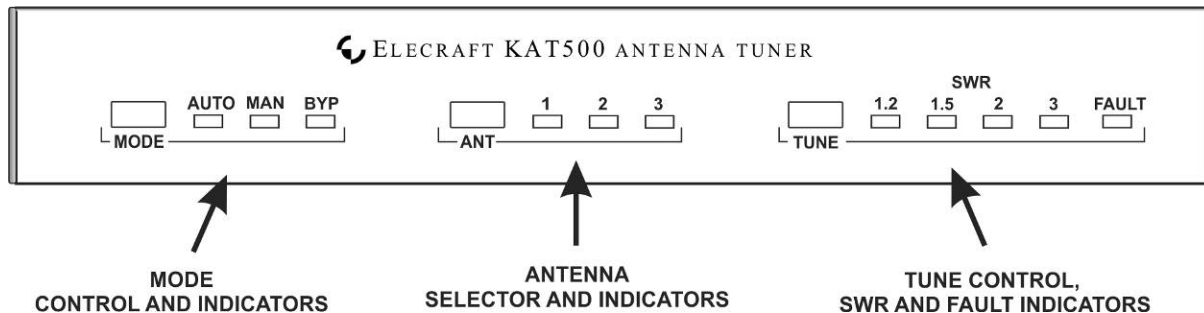 ELECRAFT KAT500 ANTENNA TUNER
SWR
AUTO MAN BYP 1 2 3 1.2 1.5 2 3 FAULT
MODE ANT TUNE
MODE
CONTROL AND INDICATORS
ANTENNA
SELECTOR AND INDICATORS
TUNE CONTROL,
SWR AND FAULT INDICATORS